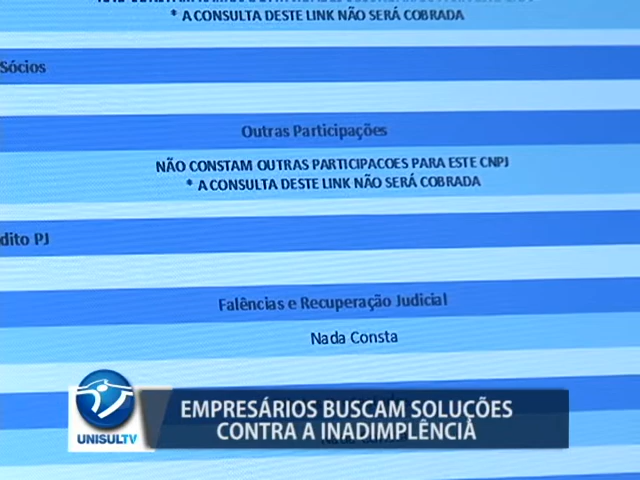 * A CONSULTA DESTE LINK NÃO SERÁ COBRADA
Sócios
Outras Participações
NÃO CONSTAM OUTRAS PARTICIPACOES PARA ESTE CNPJ
* A CONSULTA DESTE LINK NÃO SERÁ COBRADA
dito PJ
Falências e Recuperação Judicial
Nada Consta
EMPRESÁRIOS BUSCAM SOLUÇÕES
CONTRA A INADIMPLÊNCIA
UNISULTV